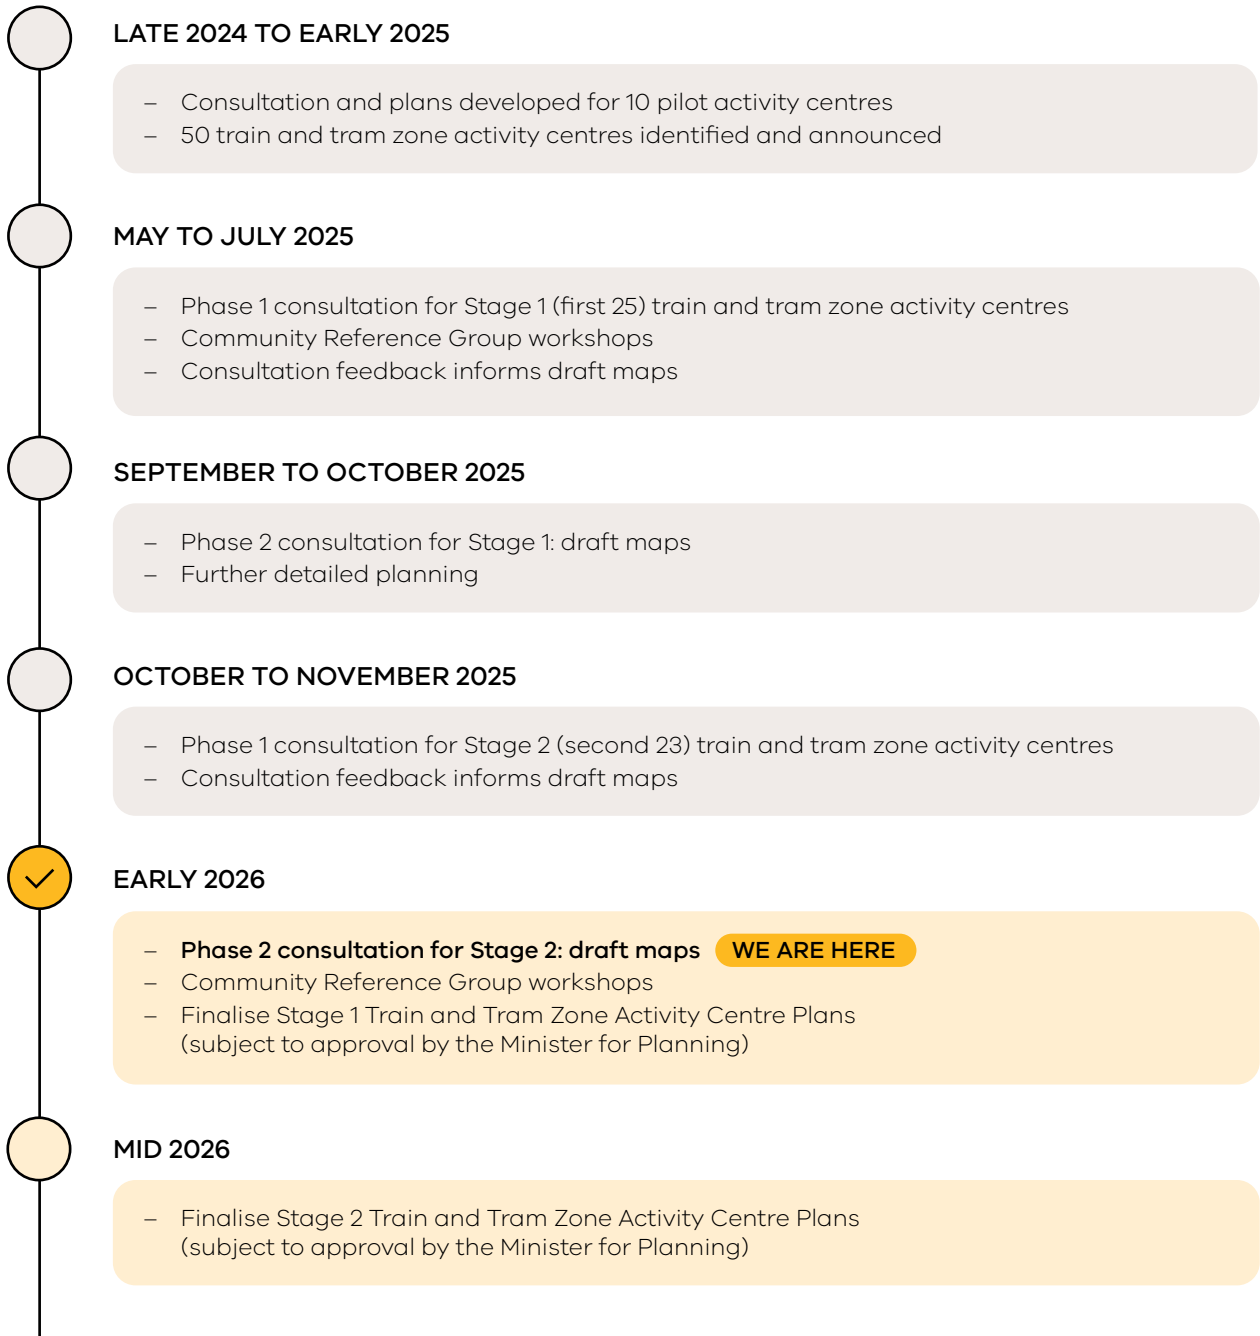 LATE 2024 TO EARLY 2025
– Consultation and plans developed for 10 pilot activity centres
– 50 train and tram zone activity centres identified and announced
MAY TO JULY 2025
– Phase 1 consultation for Stage 1 (first 25) train and tram zone activity centres
– Community Reference Group workshops
– Consultation feedback informs draft maps
SEPTEMBER TO OCTOBER 2025
– Phase 2 consultation for Stage 1: draft maps
– Further detailed planning
OCTOBER TO NOVEMBER 2025
– Phase 1 consultation for Stage 2 (second 23) train and tram zone activity centres
– Consultation feedback informs draft maps
EARLY 2026
– Phase 2 consultation for Stage 2: draft maps WE ARE HERE
– Community Reference Group workshops
– Finalise Stage 1 Train and Tram Zone Activity Centre Plans
(subject to approval by the Minister for Planning)
MID 2026
– Finalise Stage 2 Train and Tram Zone Activity Centre Plans
(subject to approval by the Minister for Planning)